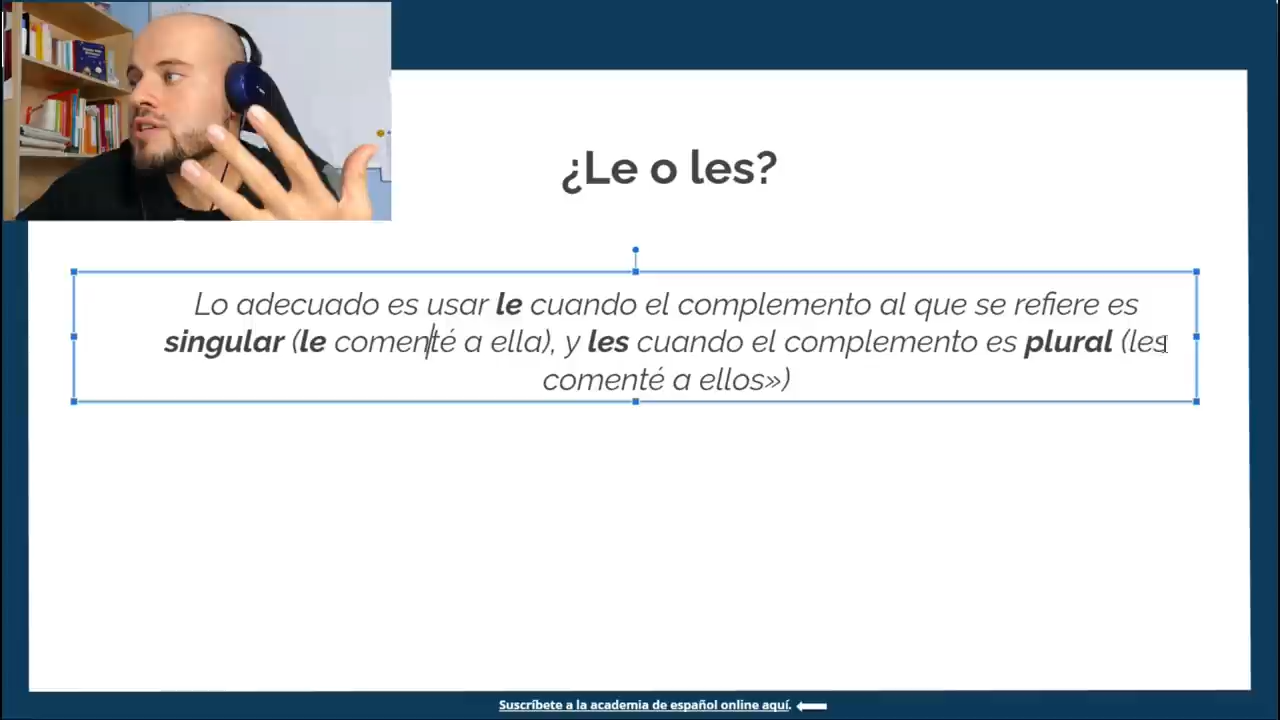 ¿Le o les?
Lo adecuado es usar le cuando el complemento al que se refiere es
singular (le comenté a ella), y les cuando el complemento es plural (les
comenté a ellos»)
Suscríbete a la academia de español online aquí.